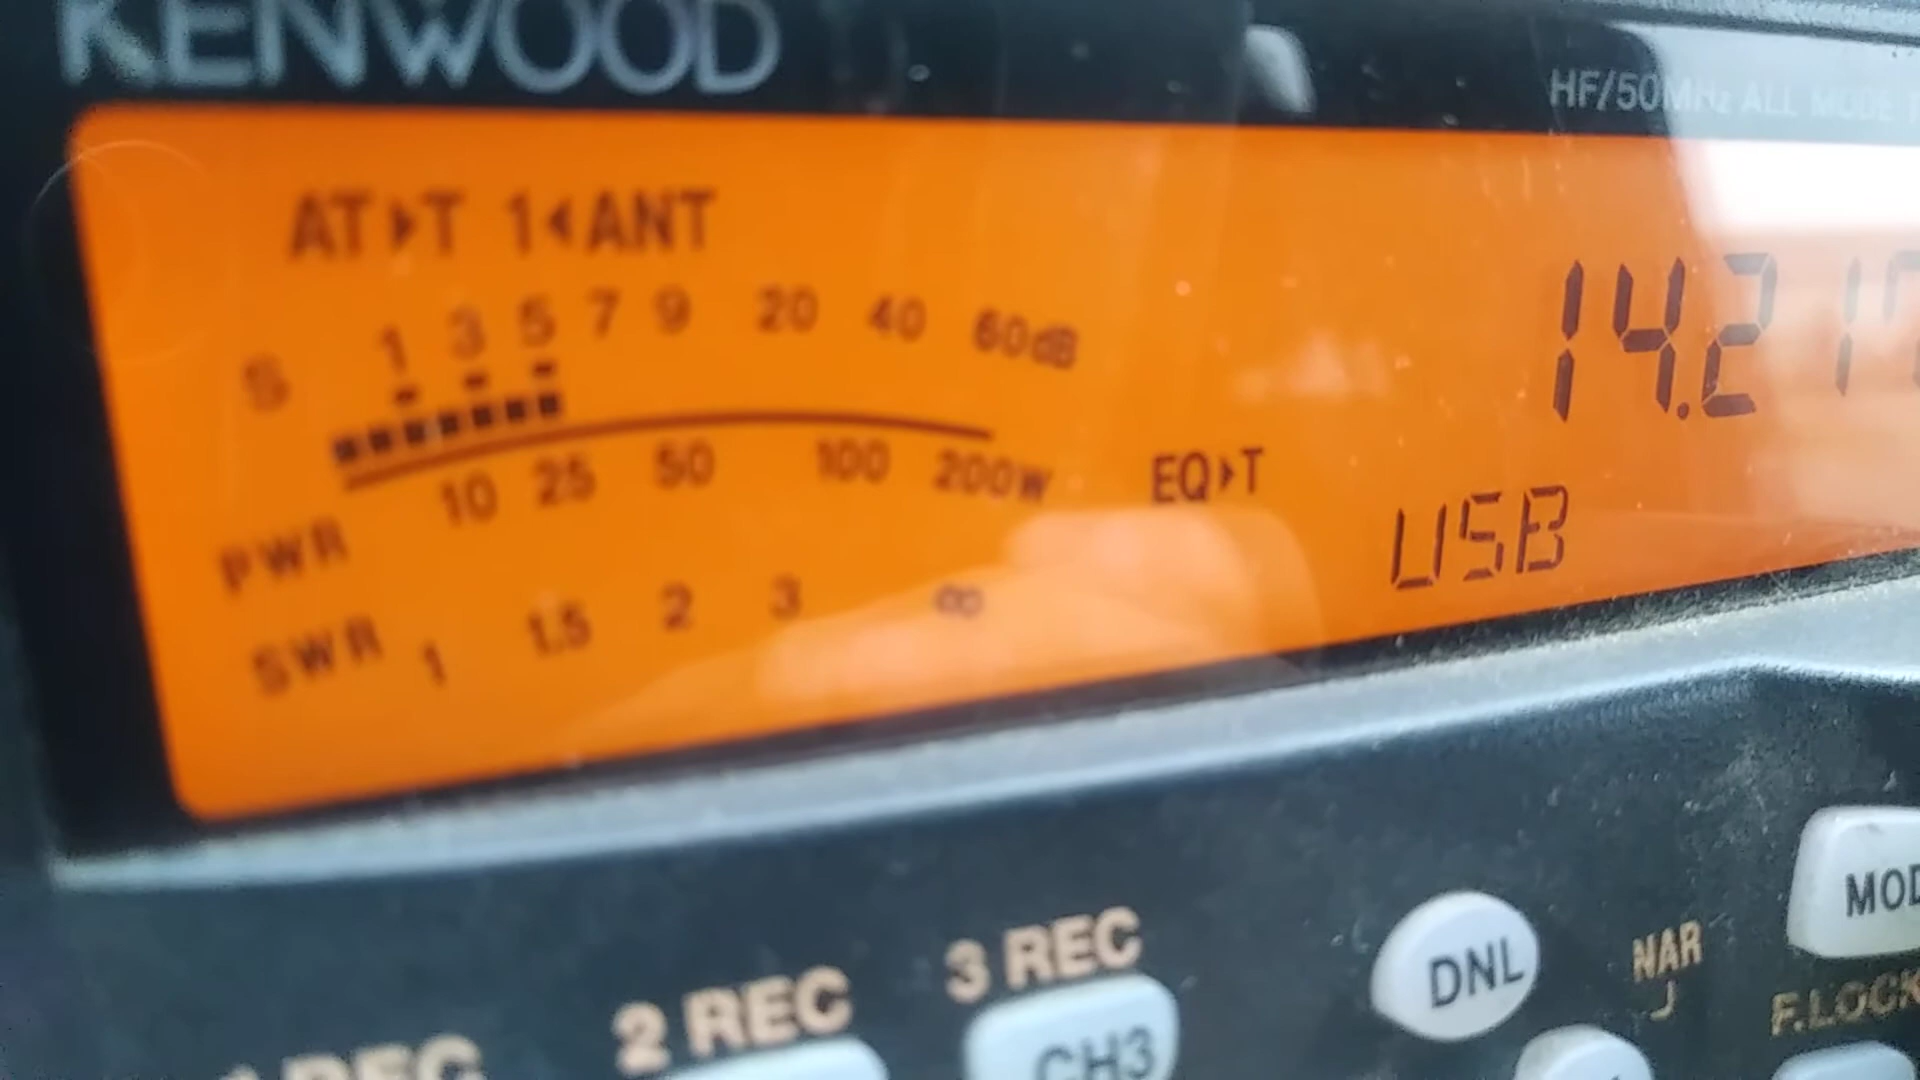 KENWOOD
HF/50MHz ALL MODE T
AT▸T 1◂ANT
S 1 3 5 7 9 20 40 60dB
14.217
10 25 50 100 200W
PWR
EQ▸T
USB
SWR 1 1.5 2 3 ∞
MOD
3 REC
DNL
NAR
2 REC
F.LOCK
REC
CH3